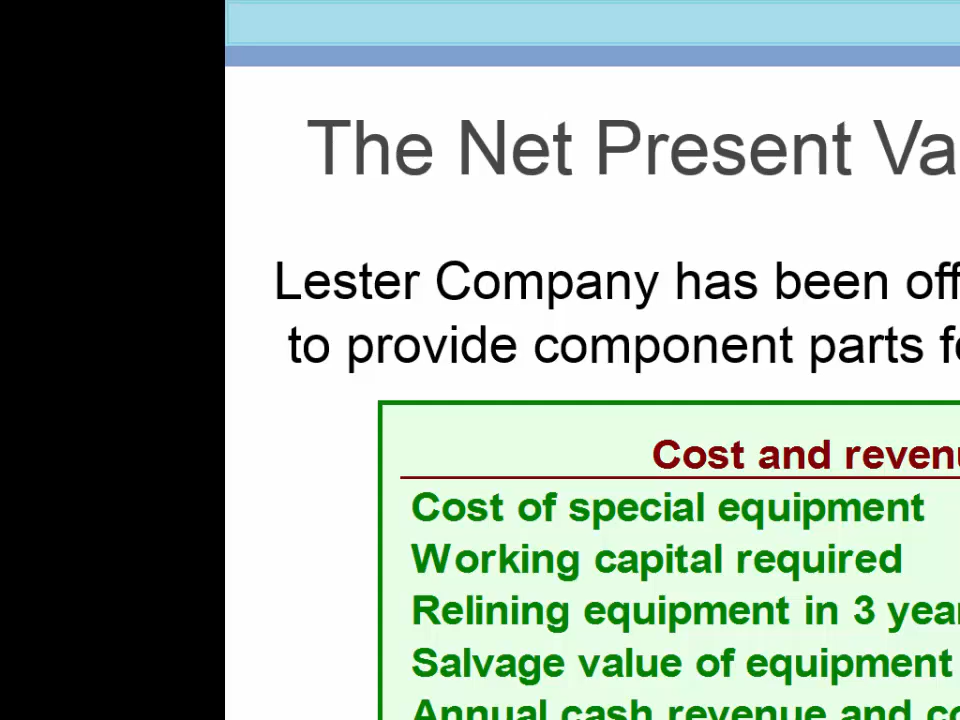 The Net Present Va
Lester Company has been off
to provide component parts fo
Cost and revenu
Cost of special equipment
Working capital required
Relining equipment in 3 year
Salvage value of equipment
Annual cash revenue and co